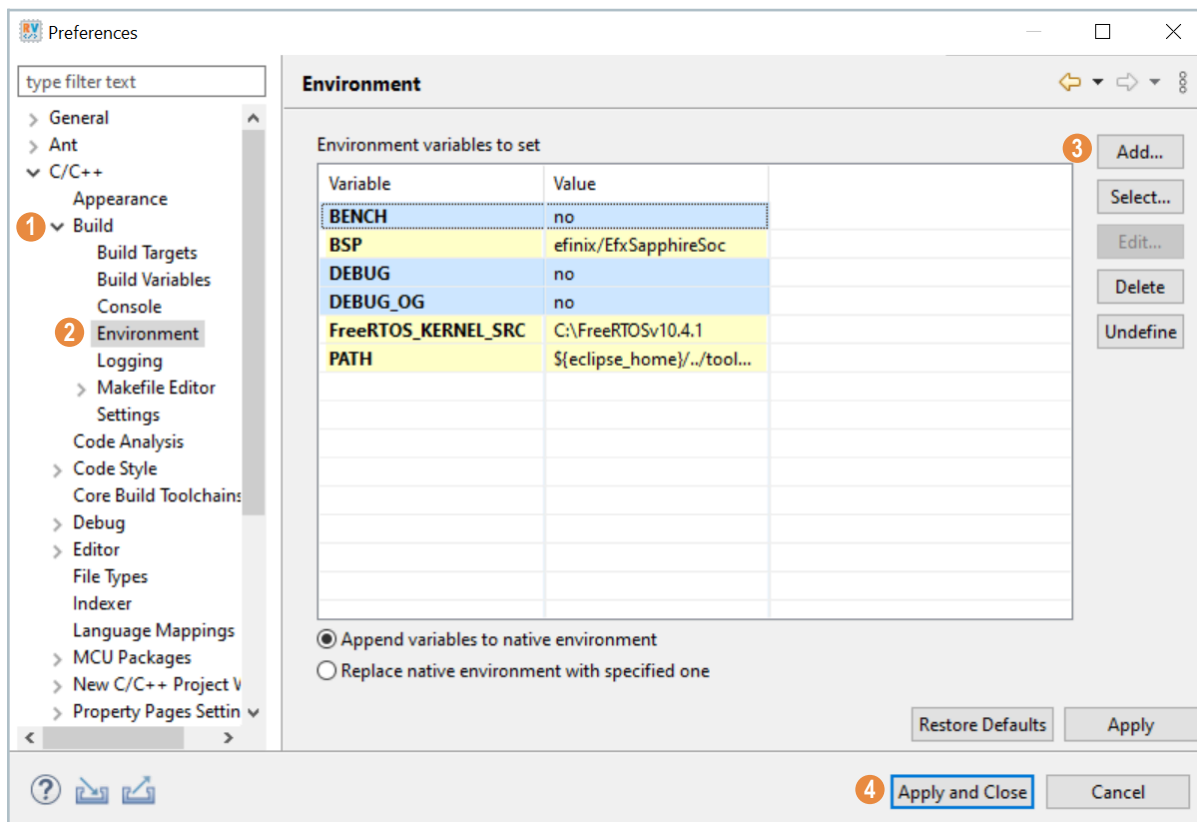 Preferences
type filter text
General
Ant
C/C++
Appearance
1 Build
Build Targets
Build Variables
Console
2 Environment
Logging
Makefile Editor
Settings
Code Analysis
Code Style
Core Build Toolchains
Debug
Editor
File Types
Indexer
Language Mappings
MCU Packages
New C/C++ Project W
Property Pages Settin
Environment
Environment variables to set
Variable Value
BENCH no
BSP efinix/EfxSapphireSoc
DEBUG no
DEBUG_OG no
FreeRTOS_KERNEL_SRC C:\FreeRTOSv10.4.1
PATH ${eclipse_home}/../tool...
3 Add...
Select...
Edit...
Delete
Undefine
Append variables to native environment
Replace native environment with specified one
Restore Defaults Apply
4 Apply and Close Cancel